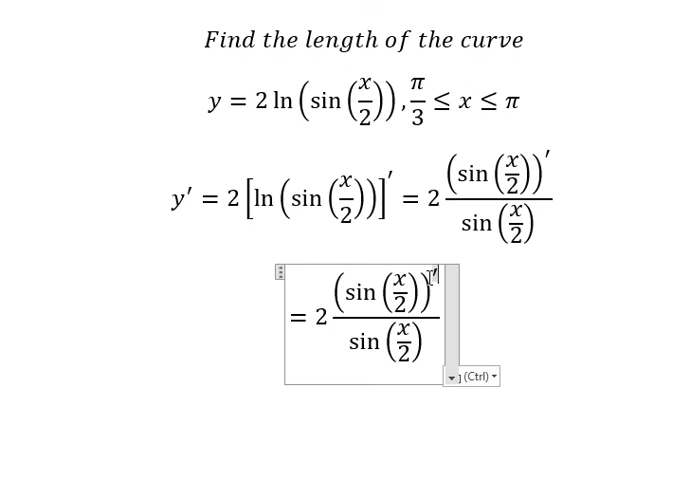 Find the length of the curve
y = 2 ln(sin(x/2)), π/3 ≤ x ≤ π
y′ = 2[ln(sin(x/2))]′ = 2 (sin(x/2))′ / sin(x/2)
= 2 (sin(x/2))′ / sin(x/2)
(Ctrl)